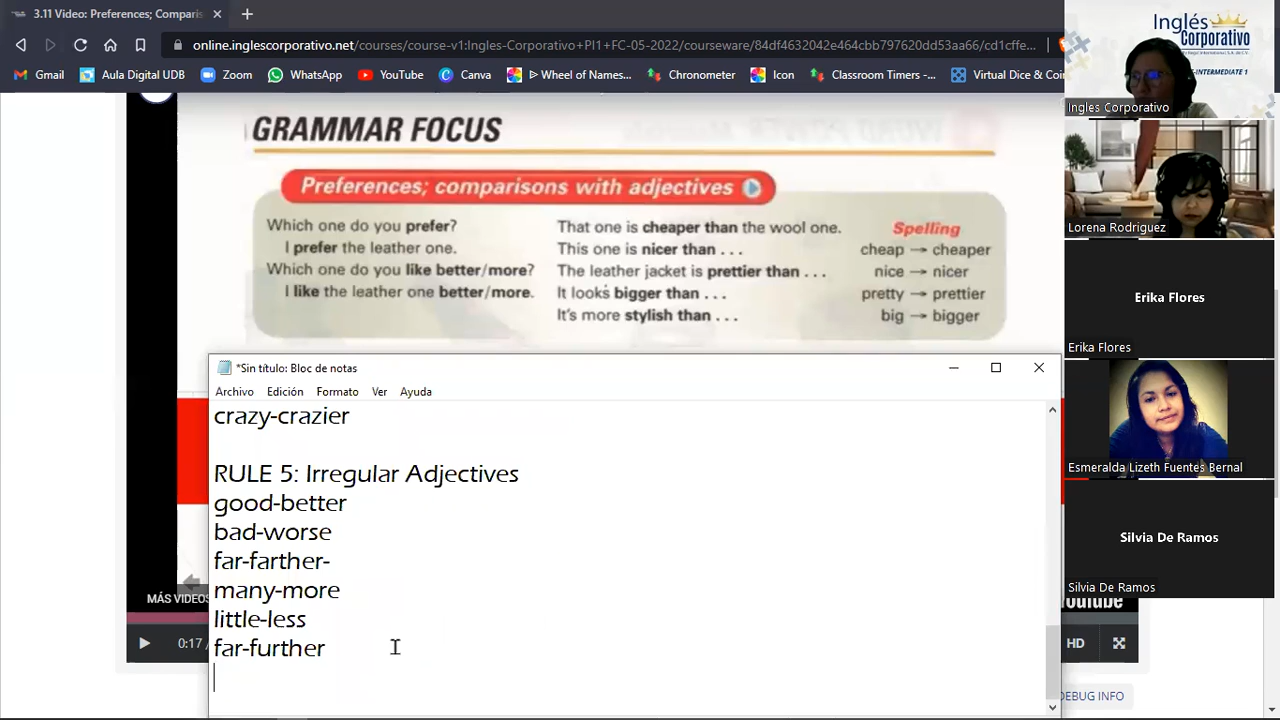 3.11 Video: Preferences; Comparis
online.inglescorporativo.net/courses/course-v1:Ingles-Corporativo+PI1+FC-05-2022/courseware/84df4632042e464cbb797620dd53aa66/cd1cffe...
Gmail Aula Digital UDB Zoom WhatsApp YouTube Canva Wheel of Names... Chronometer Icon Classroom Timers -... Virtual Dice & Coi
GRAMMAR FOCUS
Preferences; comparisons with adjectives
Which one do you prefer?
I prefer the leather one.
Which one do you like better/more?
I like the leather one better/more.
That one is cheaper than the wool one.
This one is nicer than . . .
The leather jacket is prettier than . . .
It looks bigger than . . .
It's more stylish than . . .
Spelling
cheap → cheaper
nice → nicer
pretty → prettier
big → bigger
*Sin título: Bloc de notas
Archivo Edición Formato Ver Ayuda
crazy-crazier
RULE 5: Irregular Adjectives
good-better
bad-worse
far-farther-
many-more
little-less
far-further
MÁS VIDEOS
0:17 /
YouTube
HD
DEBUG INFO
Inglés
Corporativo
-INTERMEDIATE 1
Ingles Corporativo
Lorena Rodriguez
Erika Flores
Erika Flores
Esmeralda Lizeth Fuentes Bernal
Silvia De Ramos
Silvia De Ramos